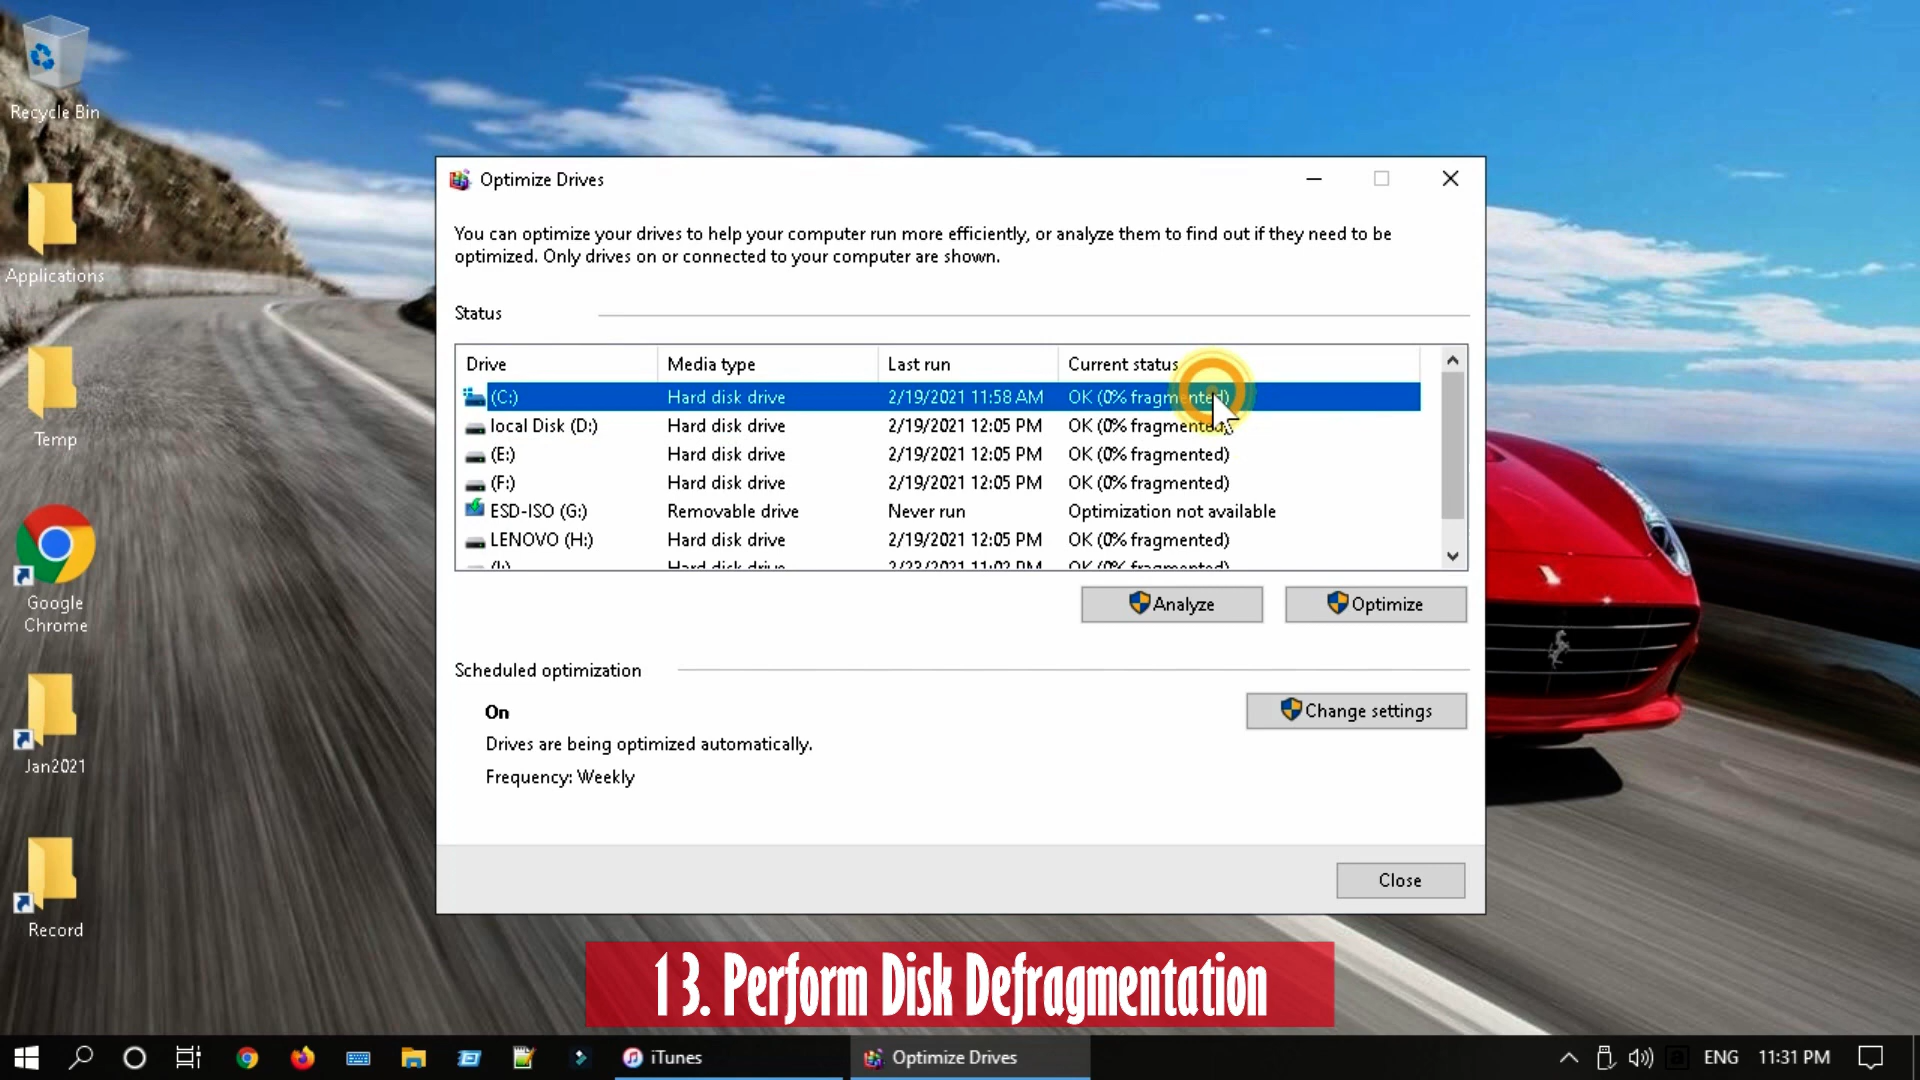 Recycle Bin
Applications
Temp
Google
Chrome
Jan2021
Record
Optimize Drives
You can optimize your drives to help your computer run more efficiently, or analyze them to find out if they need to be
optimized. Only drives on or connected to your computer are shown.
Status
Drive Media type Last run Current status
(C:) Hard disk drive 2/19/2021 11:58 AM OK (0% fragmented)
local Disk (D:) Hard disk drive 2/19/2021 12:05 PM OK (0% fragmented)
(E:) Hard disk drive 2/19/2021 12:05 PM OK (0% fragmented)
(F:) Hard disk drive 2/19/2021 12:05 PM OK (0% fragmented)
ESD-ISO (G:) Removable drive Never run Optimization not available
LENOVO (H:) Hard disk drive 2/19/2021 12:05 PM OK (0% fragmented)
(I:) Hard disk drive 2/23/2021 11:02 PM OK (0% fragmented)
Analyze Optimize
Scheduled optimization
On
Change settings
Drives are being optimized automatically.
Frequency: Weekly
Close
13. Perform Disk Defragmentation
iTunes Optimize Drives ENG 11:31 PM